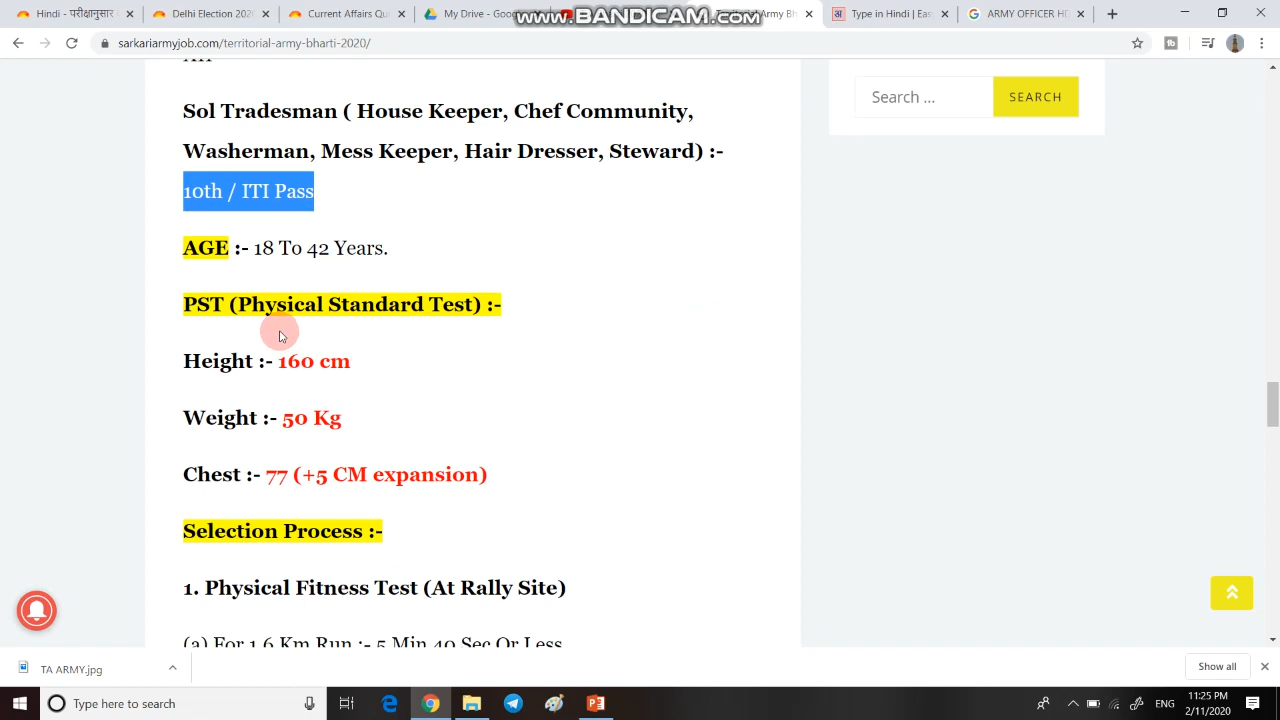 Hindi - परीक्षानुसार
Delhi Election 2020
Current Affairs Qu
My Drive - Google
Army Bh
Type in Hindi | Eas
ARMY OFFICER HD
www.BANDICAM.com
sarkariarmyjob.com/territorial-army-bharti-2020/
Sol Tradesman ( House Keeper, Chef Community,
Washerman, Mess Keeper, Hair Dresser, Steward) :-
10th / ITI Pass
AGE :- 18 To 42 Years.
PST (Physical Standard Test) :-
Height :- 160 cm
Weight :- 50 Kg
Chest :- 77 (+5 CM expansion)
Selection Process :-
1. Physical Fitness Test (At Rally Site)
(a) For 1.6 Km Run :- 5 Min 40 Sec Or Less
Search ...
SEARCH
TA ARMY.jpg
Show all
Type here to search
ENG
11:25 PM
2/11/2020